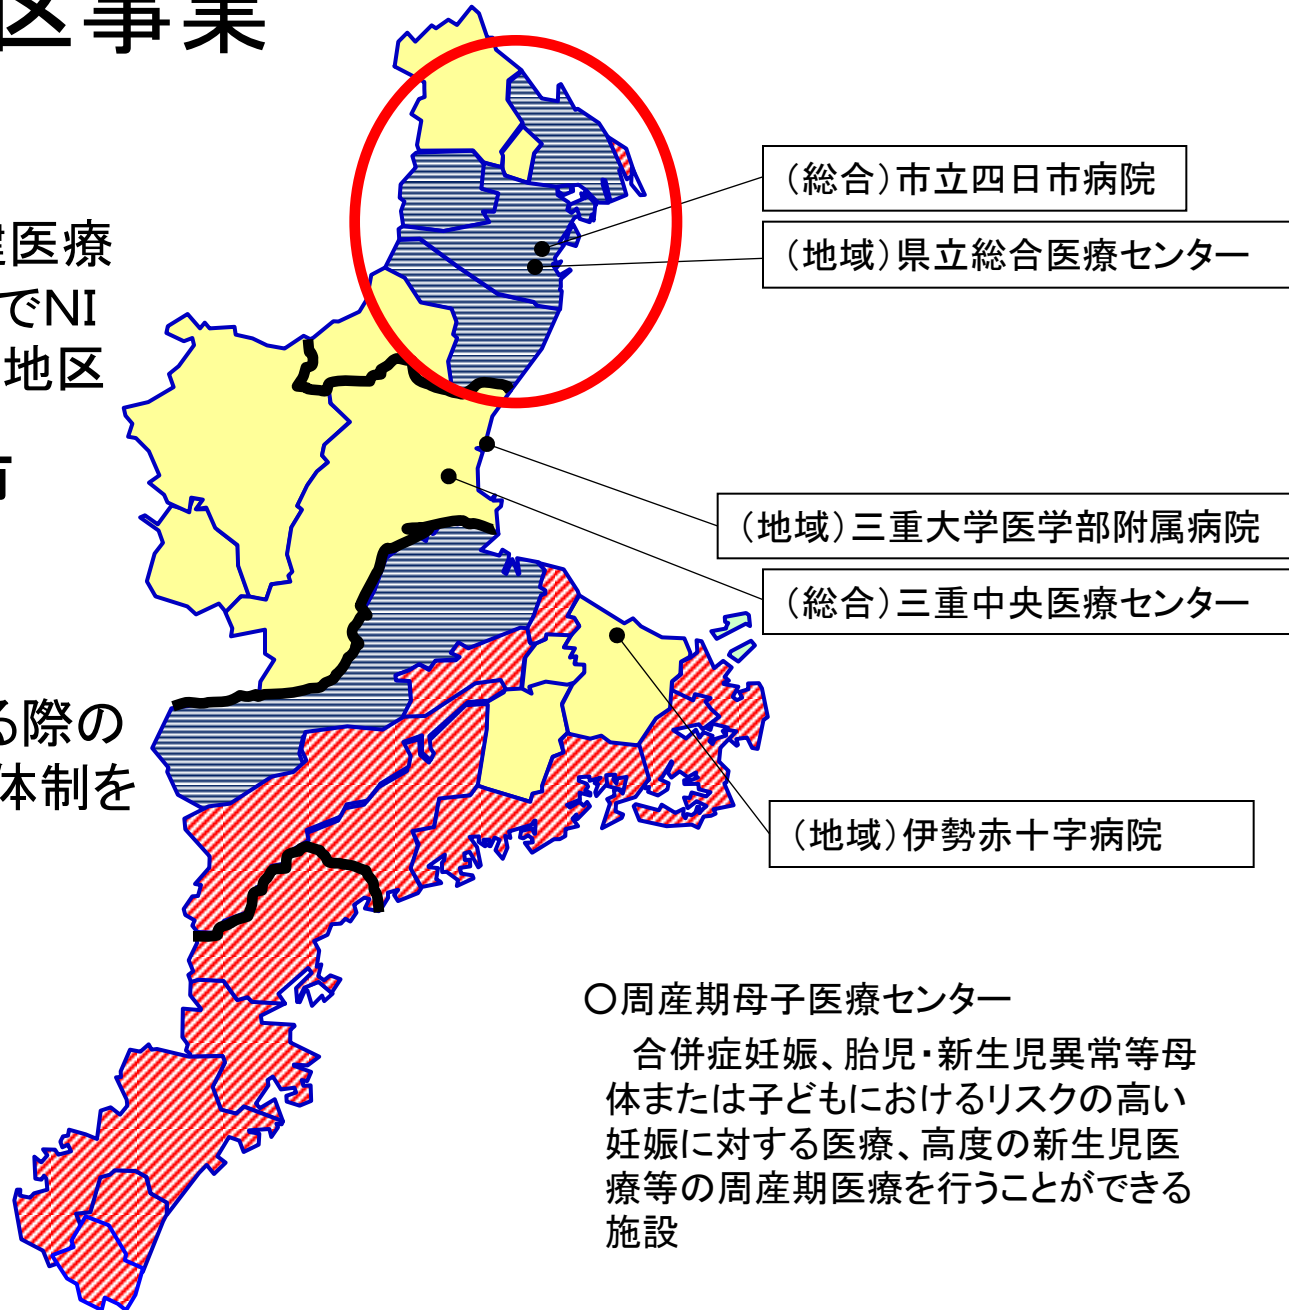 区事業
医療
でNI
地区
る際の
体制を
（総合）市立四日市病院
（地域）県立総合医療センター
（地域）三重大学医学部附属病院
（総合）三重中央医療センター
（地域）伊勢赤十字病院
○周産期母子医療センター
合併症妊娠、胎児・新生児異常等母
体または子どもにおけるリスクの高い
妊娠に対する医療、高度の新生児医
療等の周産期医療を行うことができる
施設